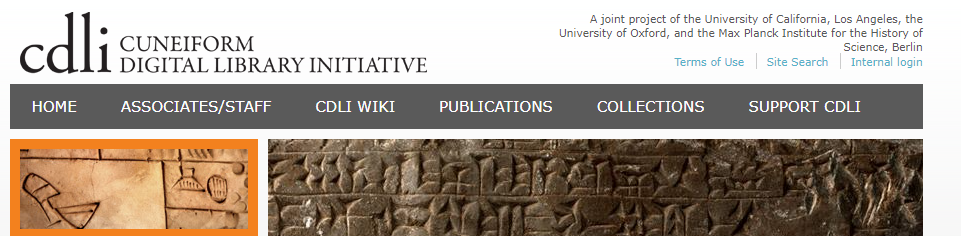 cdli CUNEIFORM
DIGITAL LIBRARY INITIATIVE
A joint project of the University of California, Los Angeles, the
University of Oxford, and the Max Planck Institute for the History of
Science, Berlin
Terms of Use Site Search Internal login
HOME ASSOCIATES/STAFF CDLI WIKI PUBLICATIONS COLLECTIONS SUPPORT CDLI